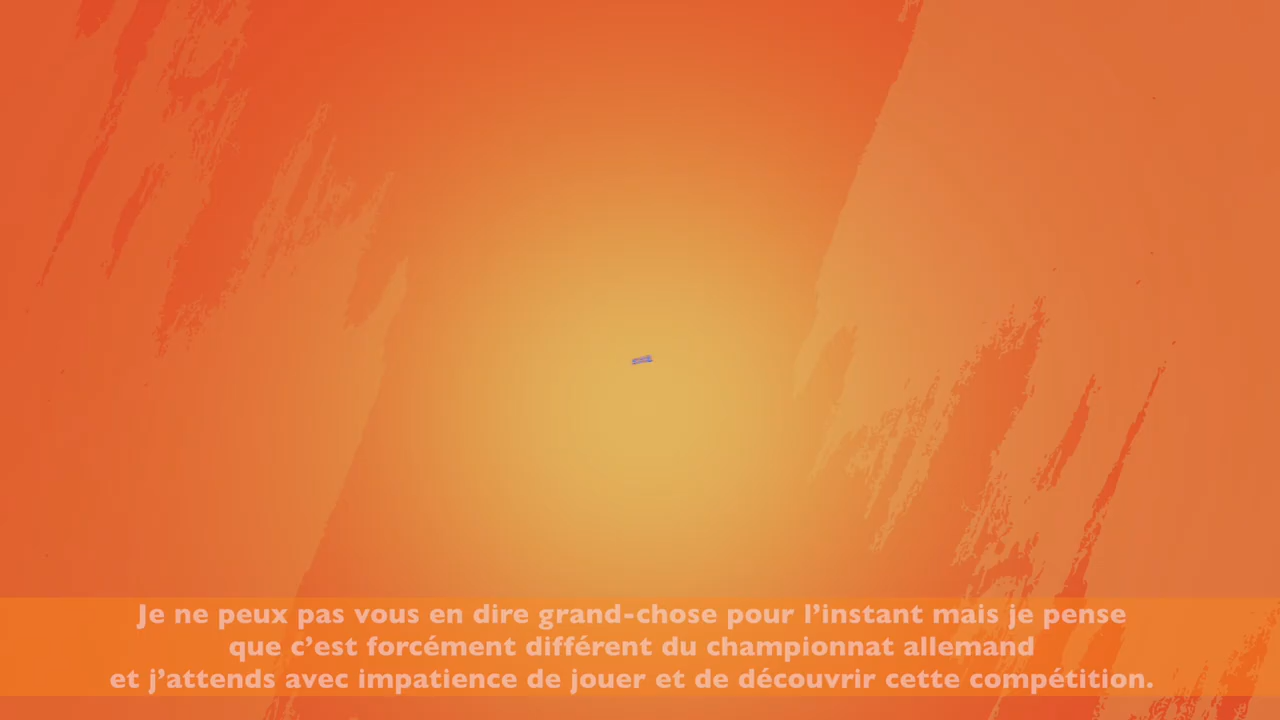 Je ne peux pas vous en dire grand-chose pour l’instant mais je pense
que c’est forcément différent du championnat allemand
et j’attends avec impatience de jouer et de découvrir cette compétition.